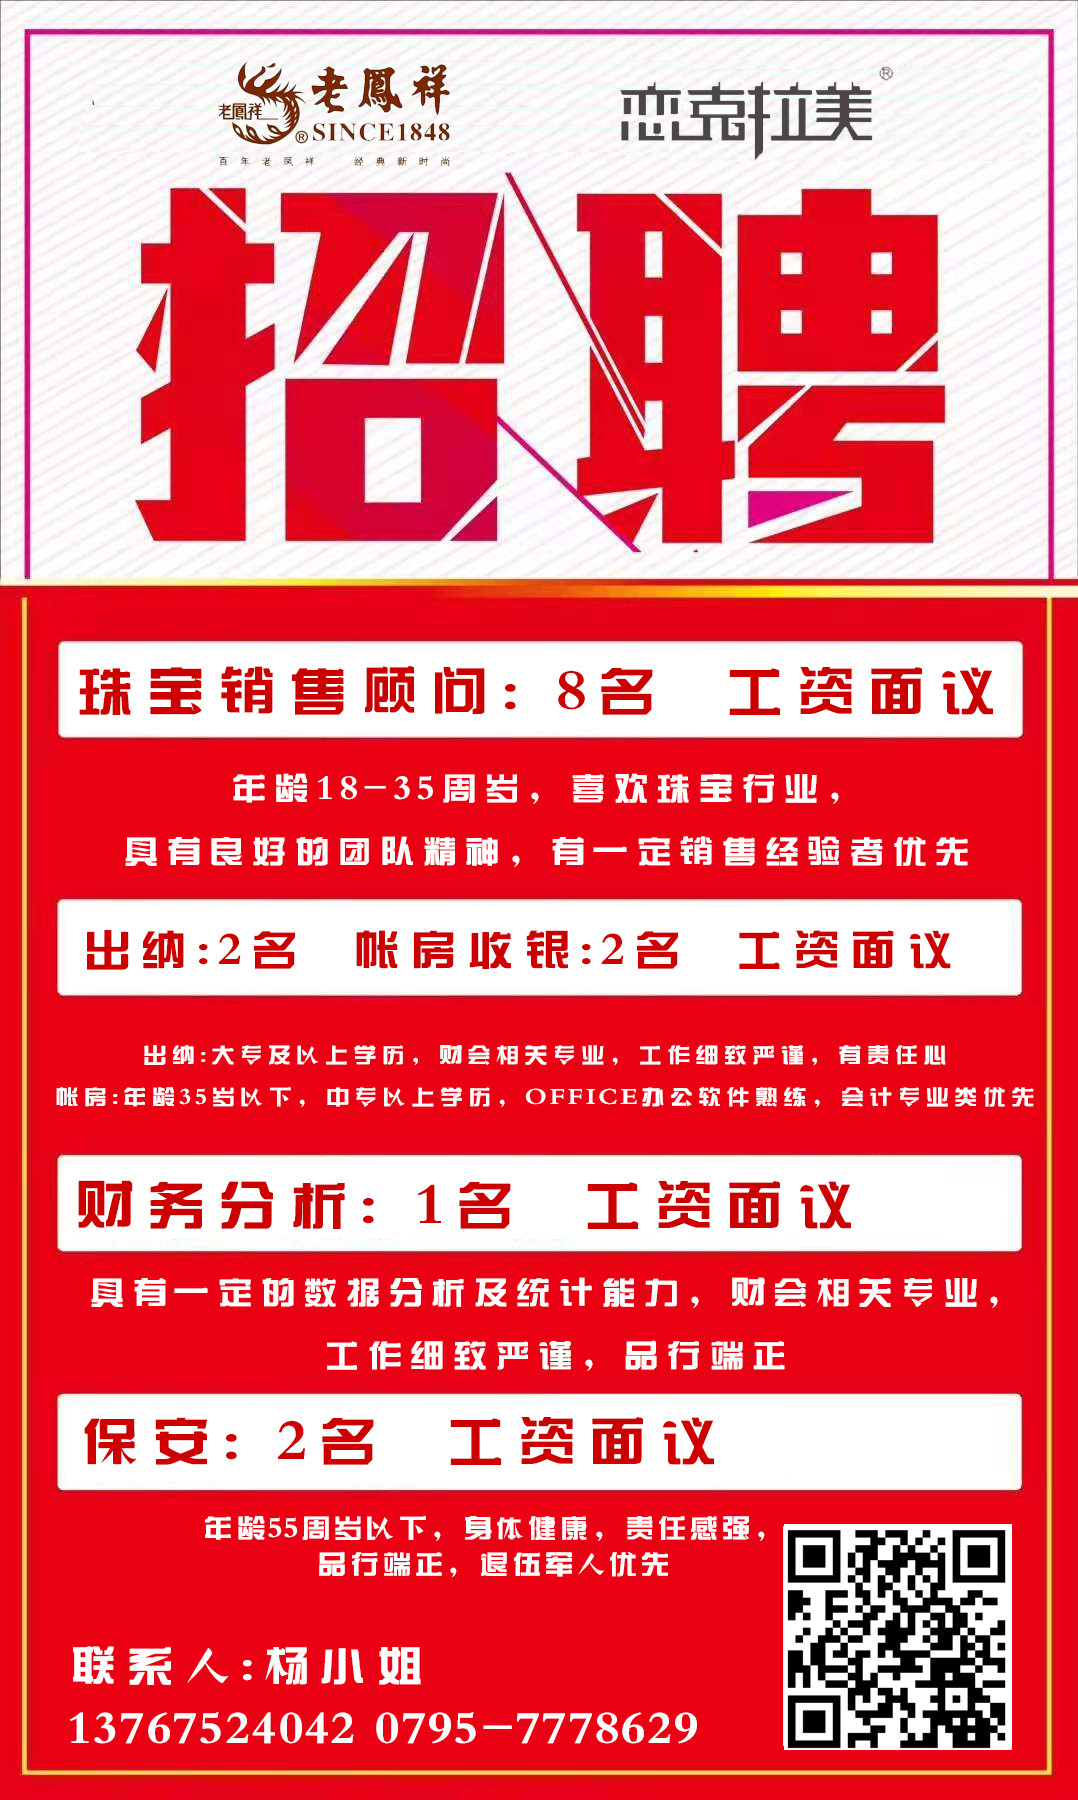 老鳳祥
老鳳祥
®SINCE1848
百年老凤祥 经典新时尚
恋克拉美®
招聘
珠宝销售顾问：8名 工资面议
年龄18-35周岁，喜欢珠宝行业，
具有良好的团队精神，有一定销售经验者优先
出纳:2名 帐房收银:2名 工资面议
出纳:大专及以上学历，财会相关专业，工作细致严谨，有责任心
帐房:年龄35岁以下，中专以上学历，OFFICE办公软件熟练，会计专业类优先
财务分析：1名 工资面议
具有一定的数据分析及统计能力，财会相关专业，
工作细致严谨，品行端正
保安：2名 工资面议
年龄55周岁以下，身体健康，责任感强，
品行端正，退伍军人优先
联系人:杨小姐
13767524042 0795-7778629